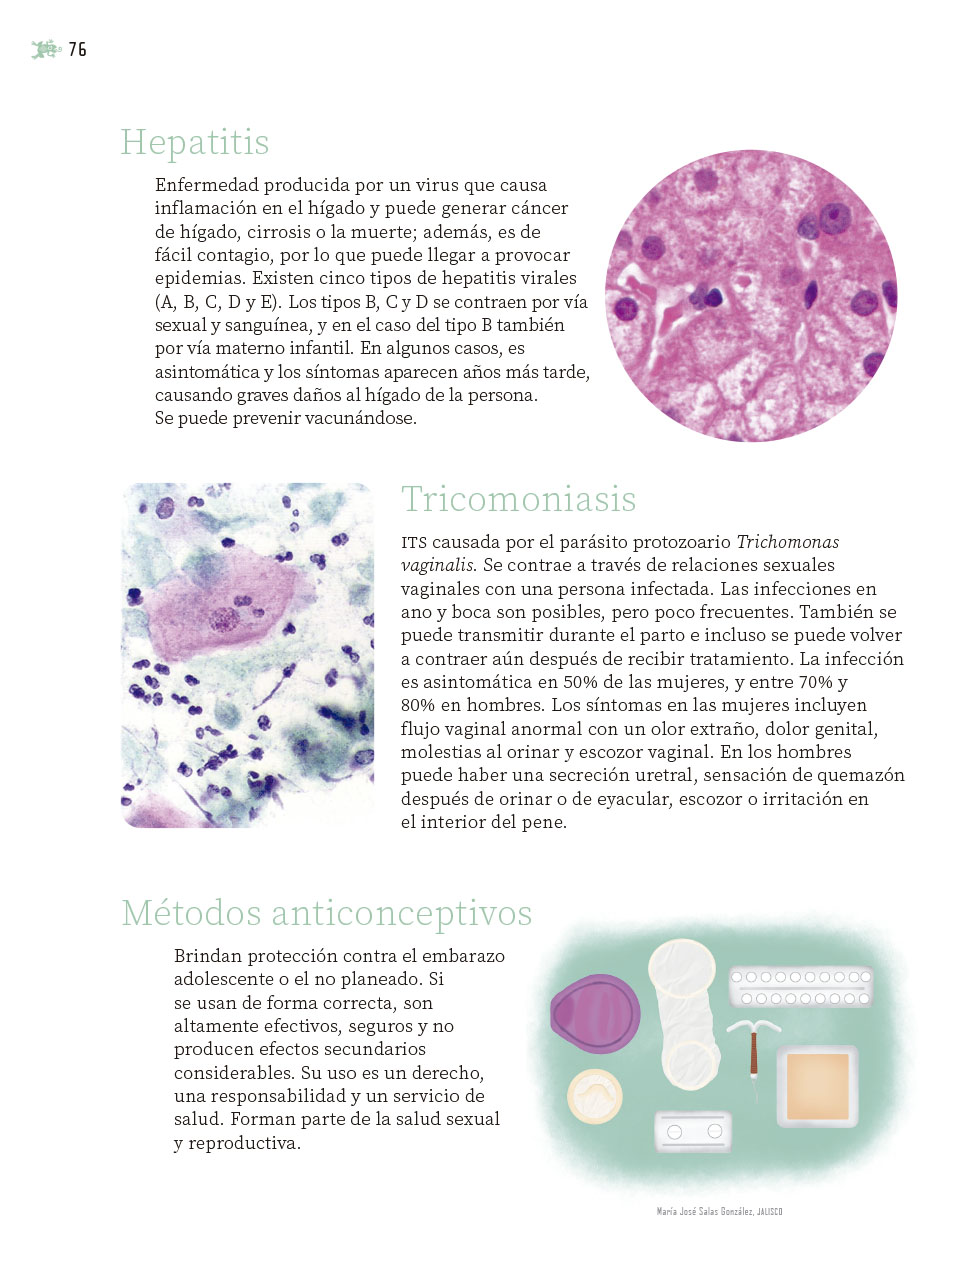 76
Hepatitis
Enfermedad producida por un virus que causa
inflamación en el hígado y puede generar cáncer
de hígado, cirrosis o la muerte; además, es de
fácil contagio, por lo que puede llegar a provocar
epidemias. Existen cinco tipos de hepatitis virales
(A, B, C, D y E). Los tipos B, C y D se contraen por vía
sexual y sanguínea, y en el caso del tipo B también
por vía materno infantil. En algunos casos, es
asintomática y los síntomas aparecen años más tarde,
causando graves daños al hígado de la persona.
Se puede prevenir vacunándose.
Tricomoniasis
ITS causada por el parásito protozoario Trichomonas
vaginalis. Se contrae a través de relaciones sexuales
vaginales con una persona infectada. Las infecciones en
ano y boca son posibles, pero poco frecuentes. También se
puede transmitir durante el parto e incluso se puede volver
a contraer aún después de recibir tratamiento. La infección
es asintomática en 50% de las mujeres, y entre 70% y
80% en hombres. Los síntomas en las mujeres incluyen
flujo vaginal anormal con un olor extraño, dolor genital,
molestias al orinar y escozor vaginal. En los hombres
puede haber una secreción uretral, sensación de quemazón
después de orinar o de eyacular, escozor o irritación en
el interior del pene.
Métodos anticonceptivos
Brindan protección contra el embarazo
adolescente o el no planeado. Si
se usan de forma correcta, son
altamente efectivos, seguros y no
producen efectos secundarios
considerables. Su uso es un derecho,
una responsabilidad y un servicio de
salud. Forman parte de la salud sexual
y reproductiva.
María José Salas González, JALISCO